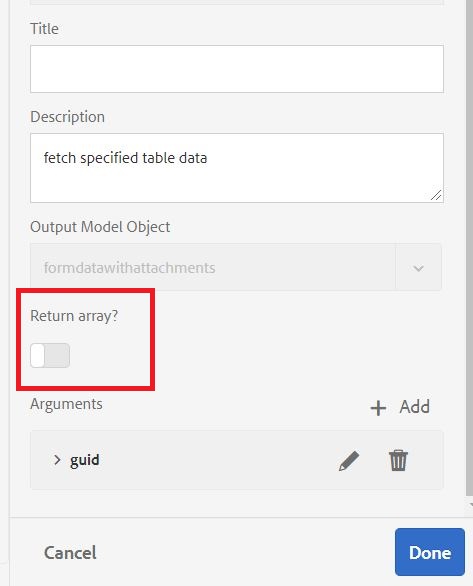 Title
Description
fetch specified table data
Output Model Object
formdatawithattachments
Return array?
Arguments
+ Add
guid
Cancel
Done